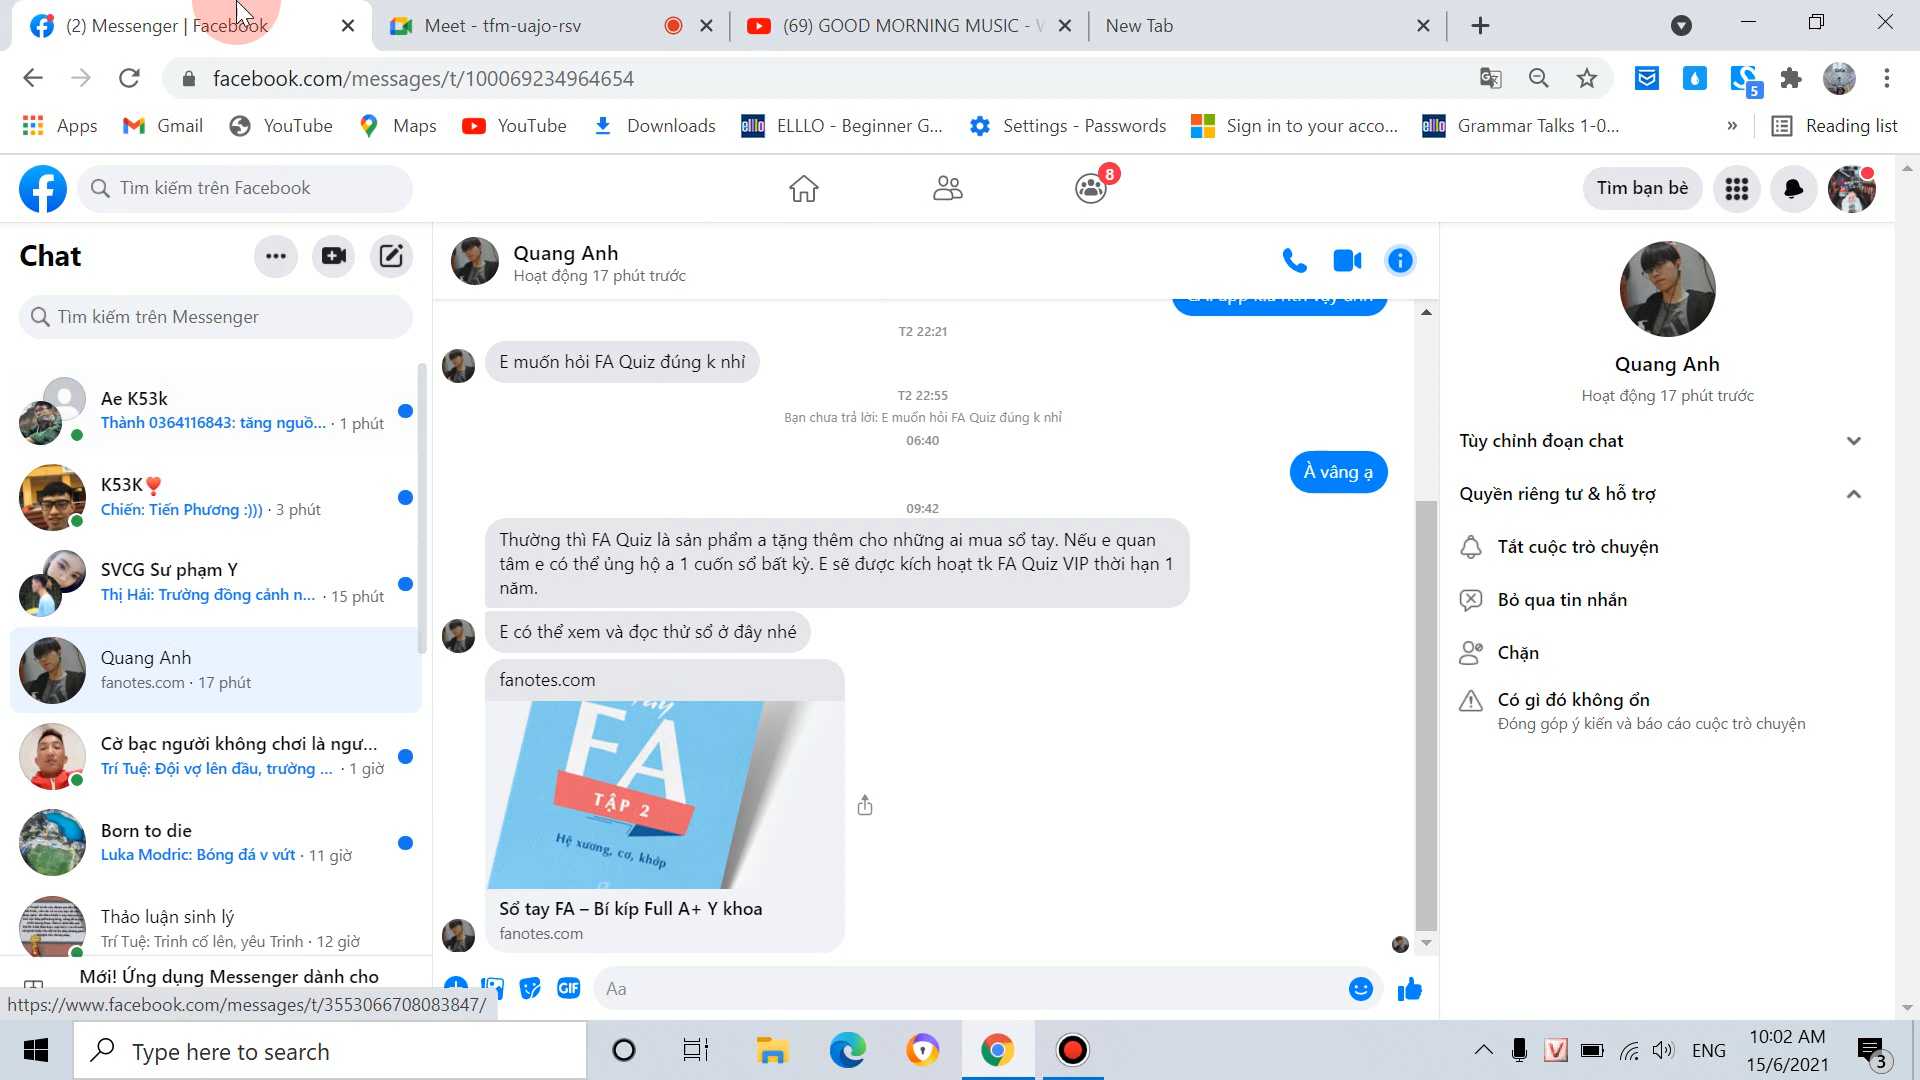 (2) Messenger | Facebook
Meet - tfm-uajo-rsv
(69) GOOD MORNING MUSIC -
New Tab
facebook.com/messages/t/100069234964654
5
Apps
Gmail
YouTube
Maps
YouTube
Downloads
ELLLO - Beginner G...
Settings - Passwords
Sign in to your acco...
Grammar Talks 1-0...
»
Reading list
Tìm kiếm trên Facebook
8
Tìm bạn bè
Chat
Tìm kiếm trên Messenger
Ae K53k
Thành 0364116843: tăng nguồ... · 1 phút
K53K❣️
Chiến: Tiến Phương :))) · 3 phút
SVCG Sư phạm Y
Thị Hải: Trường đồng cảnh n... · 15 phút
Quang Anh
fanotes.com · 17 phút
Cờ bạc người không chơi là ngư...
Trí Tuệ: Đội vợ lên đầu, trường ... · 1 giờ
Born to die
Luka Modric: Bóng đá v vứt · 11 giờ
Thảo luận sinh lý
Trí Tuệ: Trinh cố lên, yêu Trinh · 12 giờ
Mới! Ứng dụng Messenger dành cho
https://www.facebook.com/messages/t/3553066708083847/
Quang Anh
Hoạt động 17 phút trước
T2 22:21
E muốn hỏi FA Quiz đúng k nhỉ
T2 22:55
Bạn chưa trả lời: E muốn hỏi FA Quiz đúng k nhỉ
06:40
À vâng ạ
09:42
Thường thì FA Quiz là sản phẩm a tặng thêm cho những ai mua sổ tay. Nếu e quan
tâm e có thể ủng hộ a 1 cuốn sổ bất kỳ. E sẽ được kích hoạt tk FA Quiz VIP thời hạn 1
năm.
E có thể xem và đọc thử sổ ở đây nhé
fanotes.com
FA
TẬP 2
Hệ xương, cơ, khớp
Sổ tay FA – Bí kíp Full A+ Y khoa
fanotes.com
GIF
Aa
Quang Anh
Hoạt động 17 phút trước
Tùy chỉnh đoạn chat
Quyền riêng tư & hỗ trợ
Tắt cuộc trò chuyện
Bỏ qua tin nhắn
Chặn
Có gì đó không ổn
Đóng góp ý kiến và báo cáo cuộc trò chuyện
Type here to search
ENG
10:02 AM
15/6/2021
3